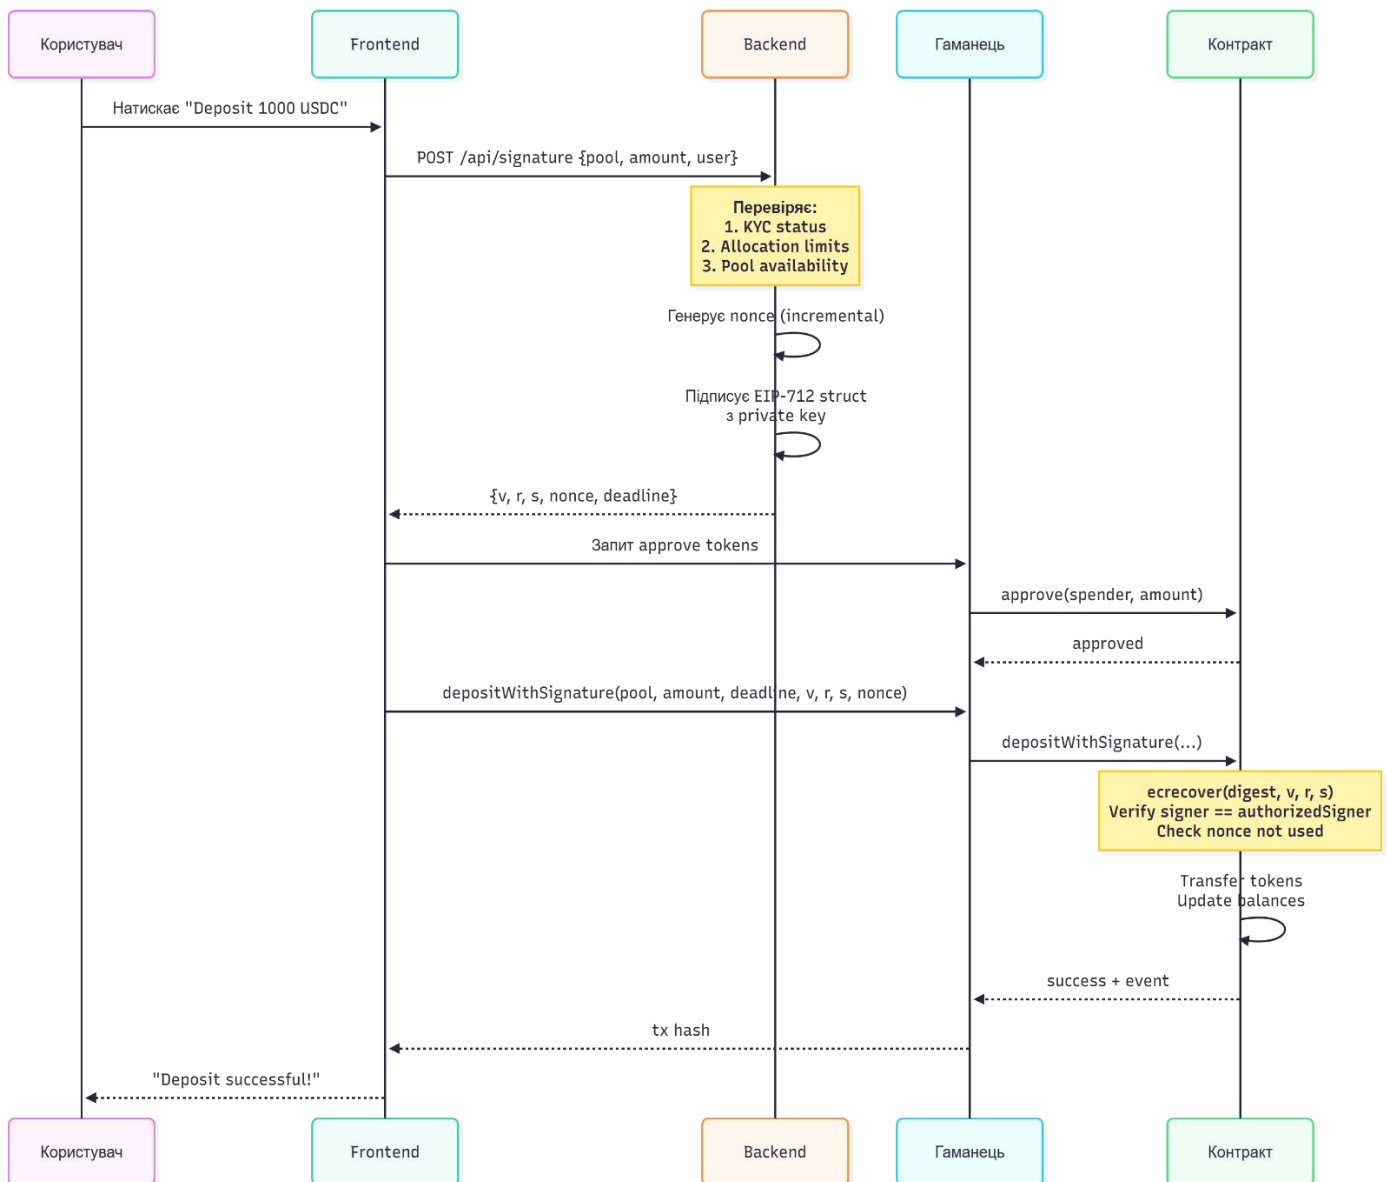 Користувач
Frontend
Backend
Гаманець
Контракт
Натискає "Deposit 1000 USDC"
POST /api/signature {pool, amount, user}
Перевіряє:
1. KYC status
2. Allocation limits
3. Pool availability
Генерує nonce (incremental)
Підписує EIP-712 struct
з private key
{v, r, s, nonce, deadline}
Запит approve tokens
approve(spender, amount)
approved
depositWithSignature(pool, amount, deadline, v, r, s, nonce)
depositWithSignature(...)
ecrecover(digest, v, r, s)
Verify signer == authorizedSigner
Check nonce not used
Transfer tokens
Update balances
success + event
tx hash
"Deposit successful!"
Користувач
Frontend
Backend
Гаманець
Контракт